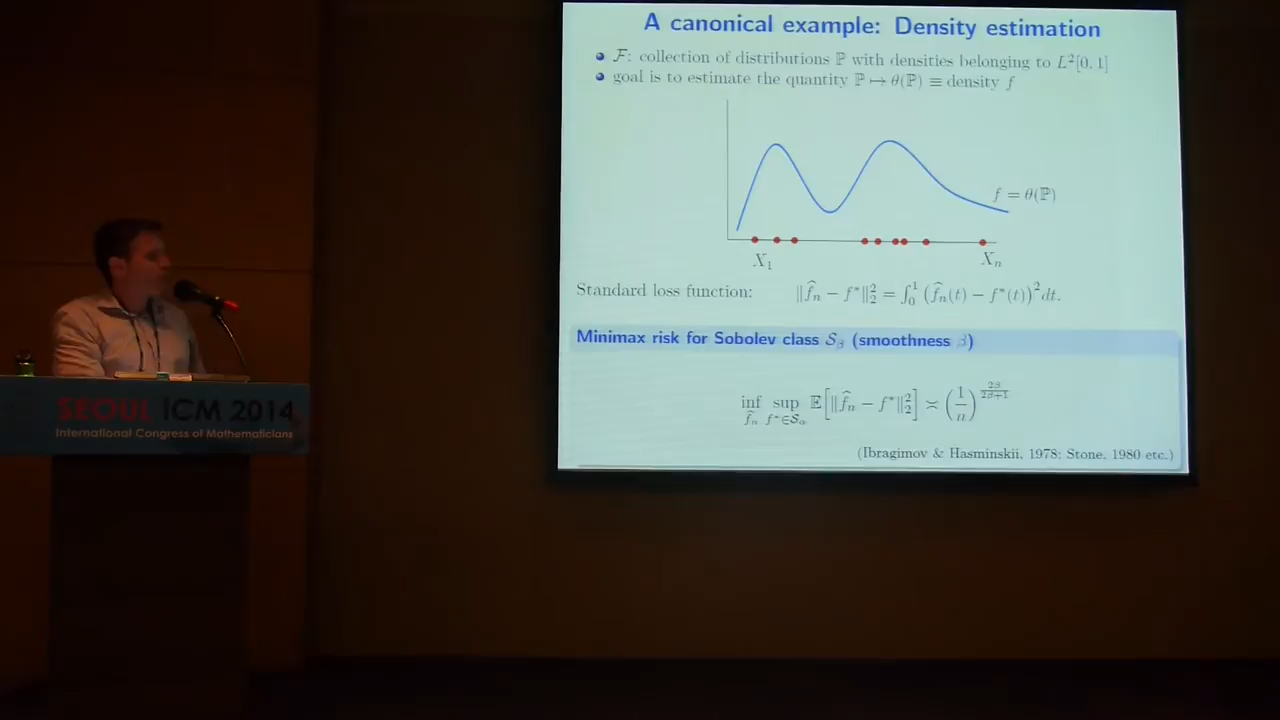 A canonical example: Density estimation
F: collection of distributions ℙ with densities belonging to L²[0, 1]
goal is to estimate the quantity ℙ ↦ θ(ℙ) ≡ density f
f = θ(ℙ)
X₁ Xₙ
Standard loss function: ‖f̂ₙ − f*‖₂² = ∫₀¹ (f̂ₙ(t) − f*(t))² dt.
Minimax risk for Sobolev class S_β (smoothness β)
inf_{f̂ₙ} sup_{f*∈S_α} 𝔼[‖f̂ₙ − f*‖₂²] ≍ (1/n)^{2β/(2β+1)}
(Ibragimov & Hasminskii, 1978; Stone, 1980 etc.)
SEOUL ICM 2014
International Congress of Mathematicians